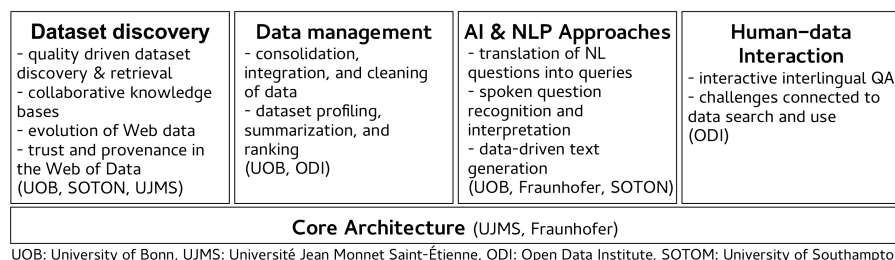 Dataset discovery
- quality driven dataset
discovery & retrieval
- collaborative knowledge
bases
- evolution of Web data
- trust and provenance in
the Web of Data
(UOB, SOTON, UJMS)
Data management
- consolidation,
integration, and cleaning
of data
- dataset profiling,
summarization, and
ranking
(UOB, ODI)
AI & NLP Approaches
- translation of NL
questions into queries
- spoken question
recognition and
interpretation
- data-driven text
generation
(UOB, Fraunhofer, SOTON)
Human-data
Interaction
- interactive interlingual QA
- challenges connected to
data search and use
(ODI)
Core Architecture (UJMS, Fraunhofer)
UOB: University of Bonn, UJMS: Université Jean Monnet Saint-Étienne, ODI: Open Data Institute, SOTOM: University of Southampto